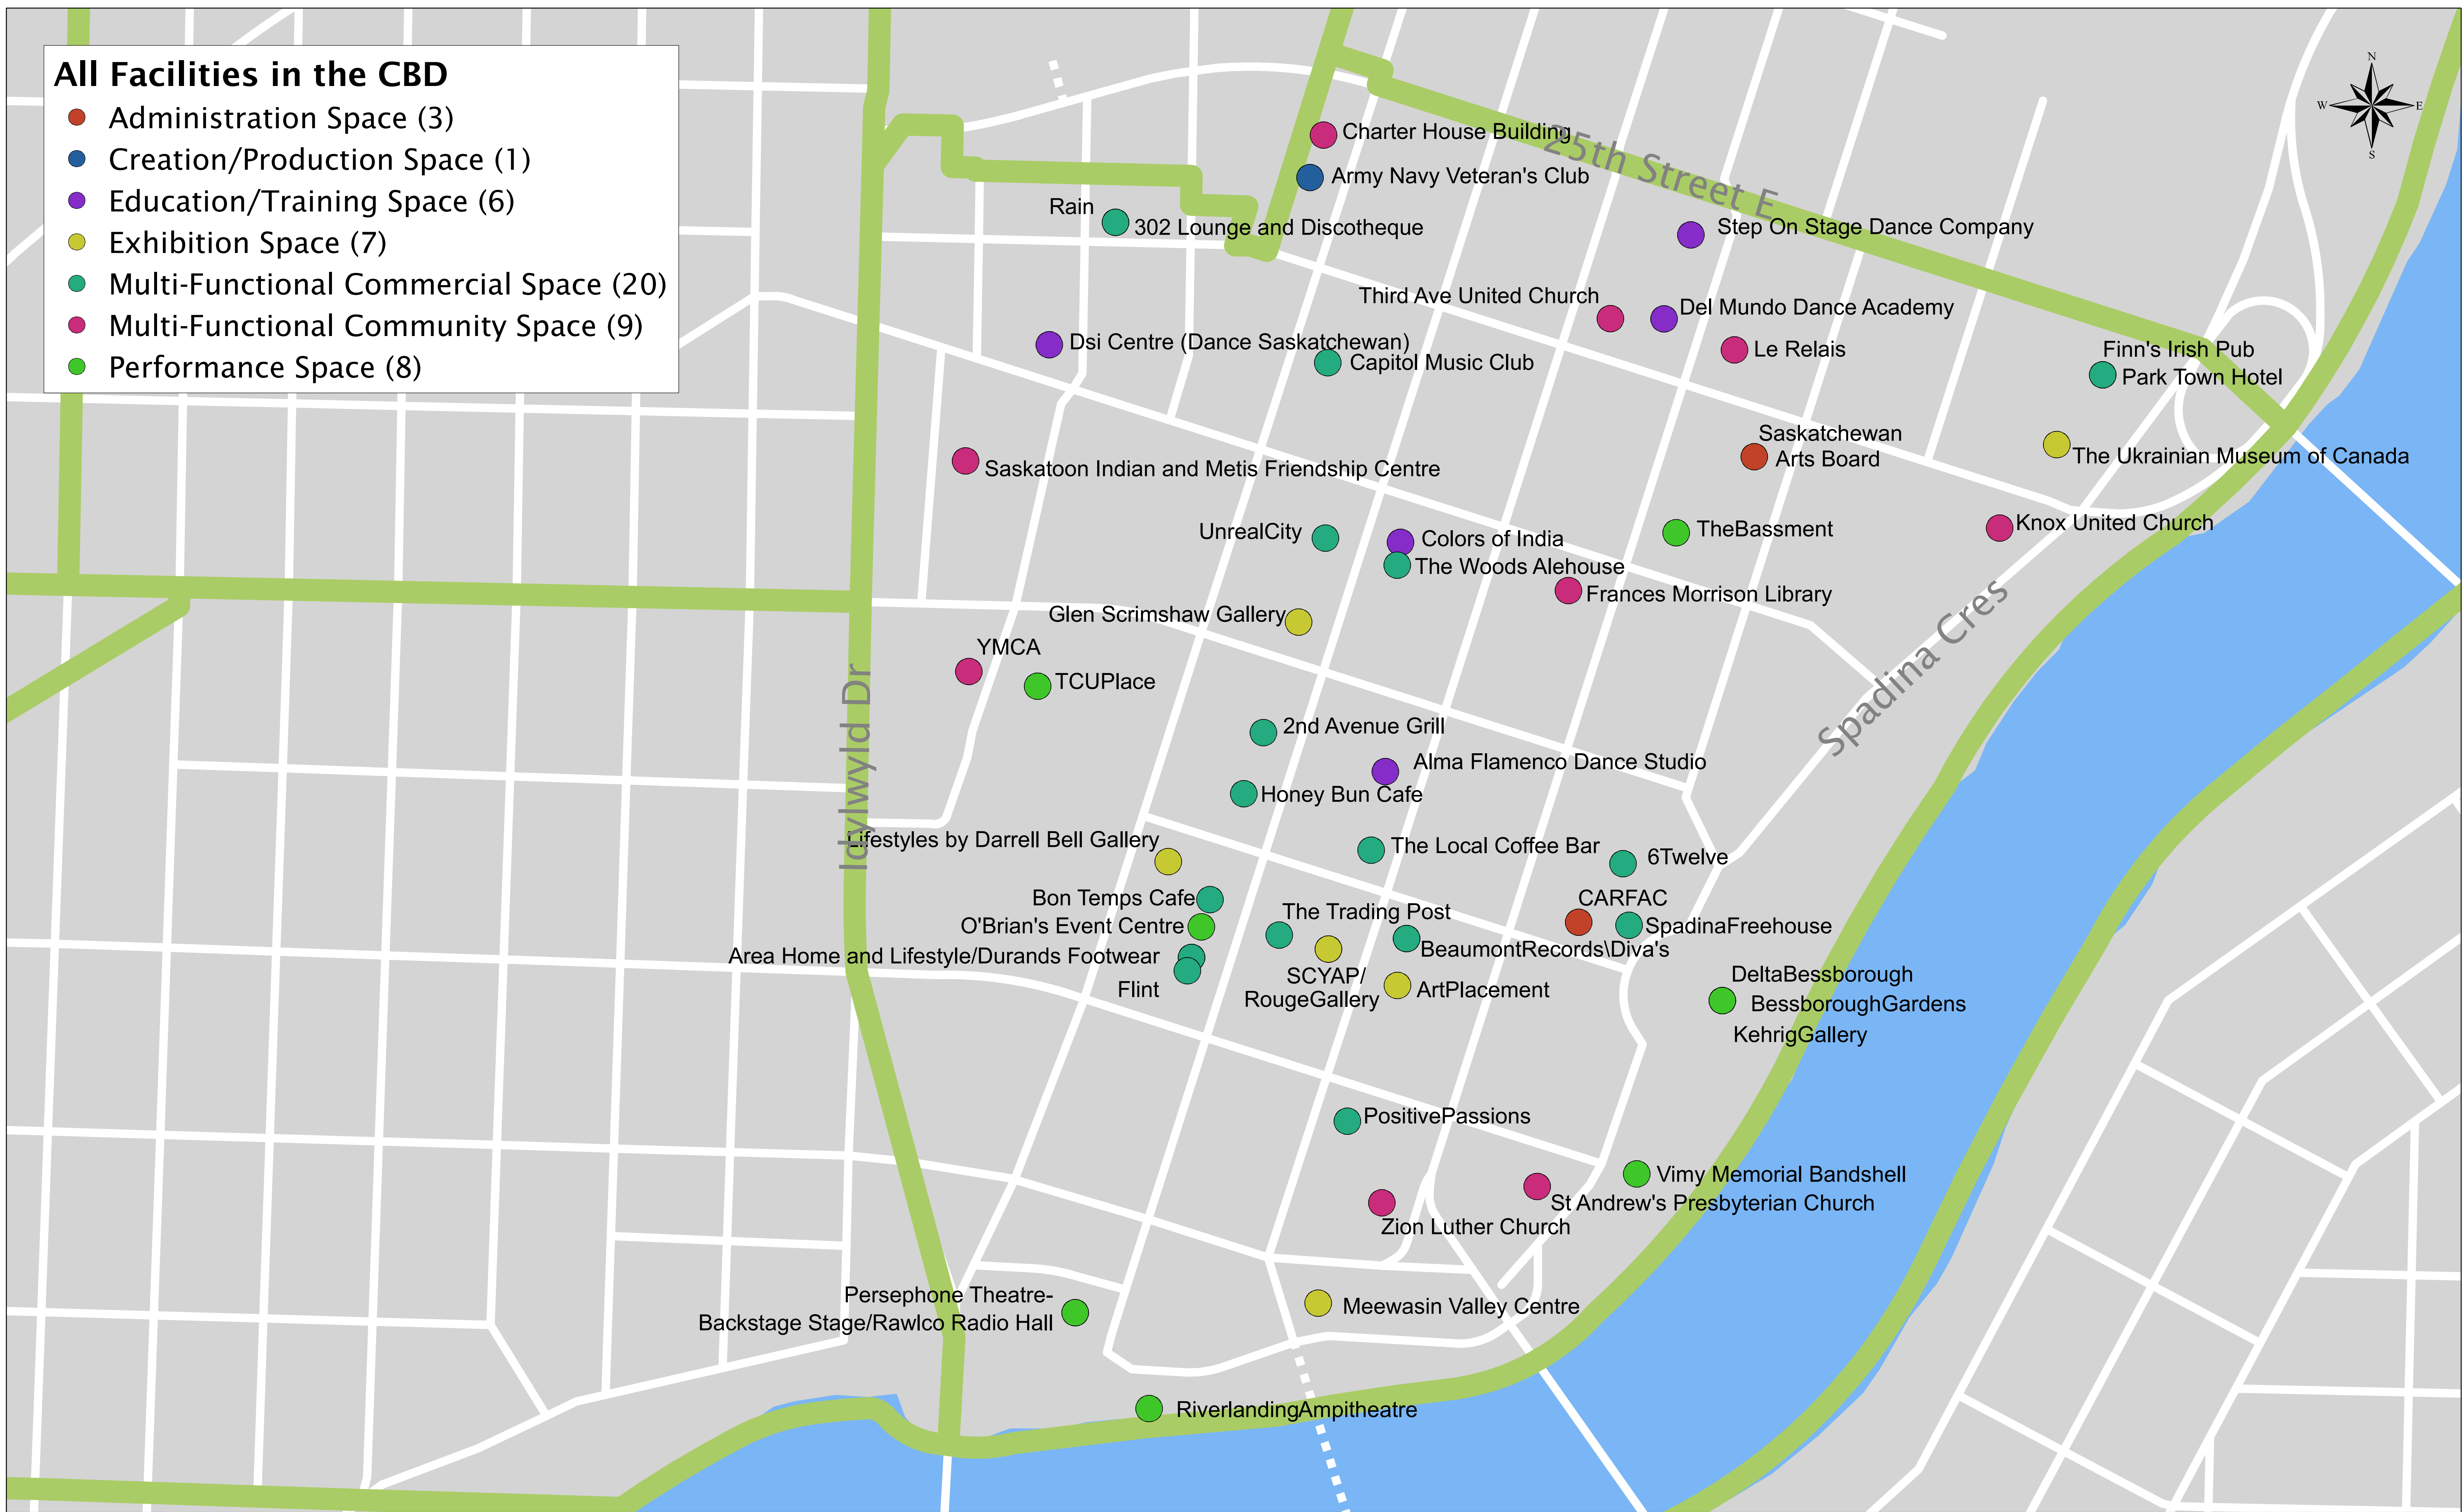 All Facilities in the CBD
Administration Space (3)
Creation/Production Space (1)
Education/Training Space (6)
Exhibition Space (7)
Multi-Functional Commercial Space (20)
Multi-Functional Community Space (9)
Performance Space (8)
N
W
E
S
Charter House Building
25th Street E
Army Navy Veteran's Club
Rain
302 Lounge and Discotheque
Step On Stage Dance Company
Third Ave United Church
Del Mundo Dance Academy
Dsi Centre (Dance Saskatchewan)
Capitol Music Club
Le Relais
Finn's Irish Pub
Park Town Hotel
Saskatchewan
Arts Board
The Ukrainian Museum of Canada
Saskatoon Indian and Metis Friendship Centre
UnrealCity
Colors of India
The Woods Alehouse
TheBassment
Knox United Church
Frances Morrison Library
Glen Scrimshaw Gallery
YMCA
TCUPlace
Spadina Cres
Idylwyld Dr
2nd Avenue Grill
Alma Flamenco Dance Studio
Honey Bun Cafe
Lifestyles by Darrell Bell Gallery
The Local Coffee Bar
6Twelve
Bon Temps Cafe
CARFAC
The Trading Post
O'Brian's Event Centre
SpadinaFreehouse
BeaumontRecords\Diva's
Area Home and Lifestyle/Durands Footwear
SCYAP/
RougeGallery
Flint
ArtPlacement
DeltaBessborough
BessboroughGardens
KehrigGallery
PositivePassions
Vimy Memorial Bandshell
St Andrew's Presbyterian Church
Zion Luther Church
Persephone Theatre-
Backstage Stage/Rawlco Radio Hall
Meewasin Valley Centre
RiverlandingAmpitheatre